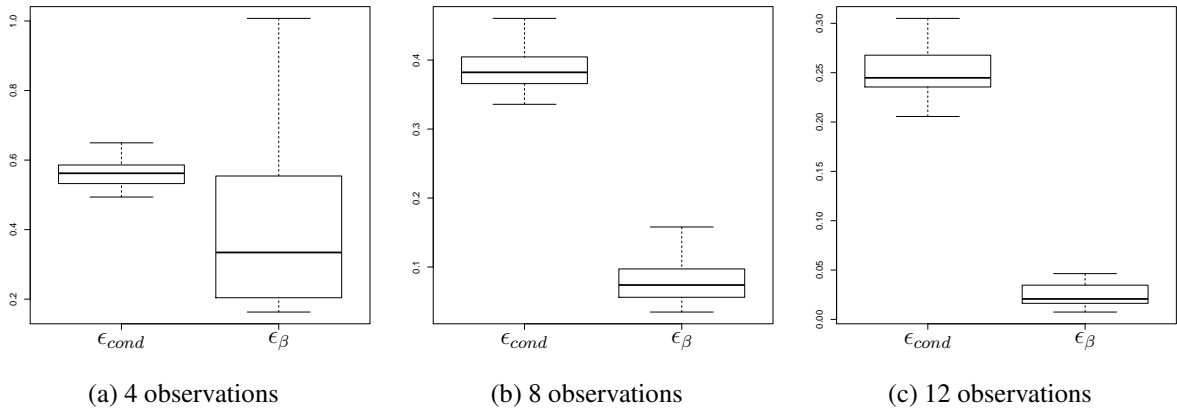 1.0
0.8
0.6
0.4
0.2
ϵcond ϵβ
(a) 4 observations
0.4
0.3
0.2
0.1
ϵcond ϵβ
(b) 8 observations
0.30
0.25
0.20
0.15
0.10
0.05
0.00
ϵcond ϵβ
(c) 12 observations